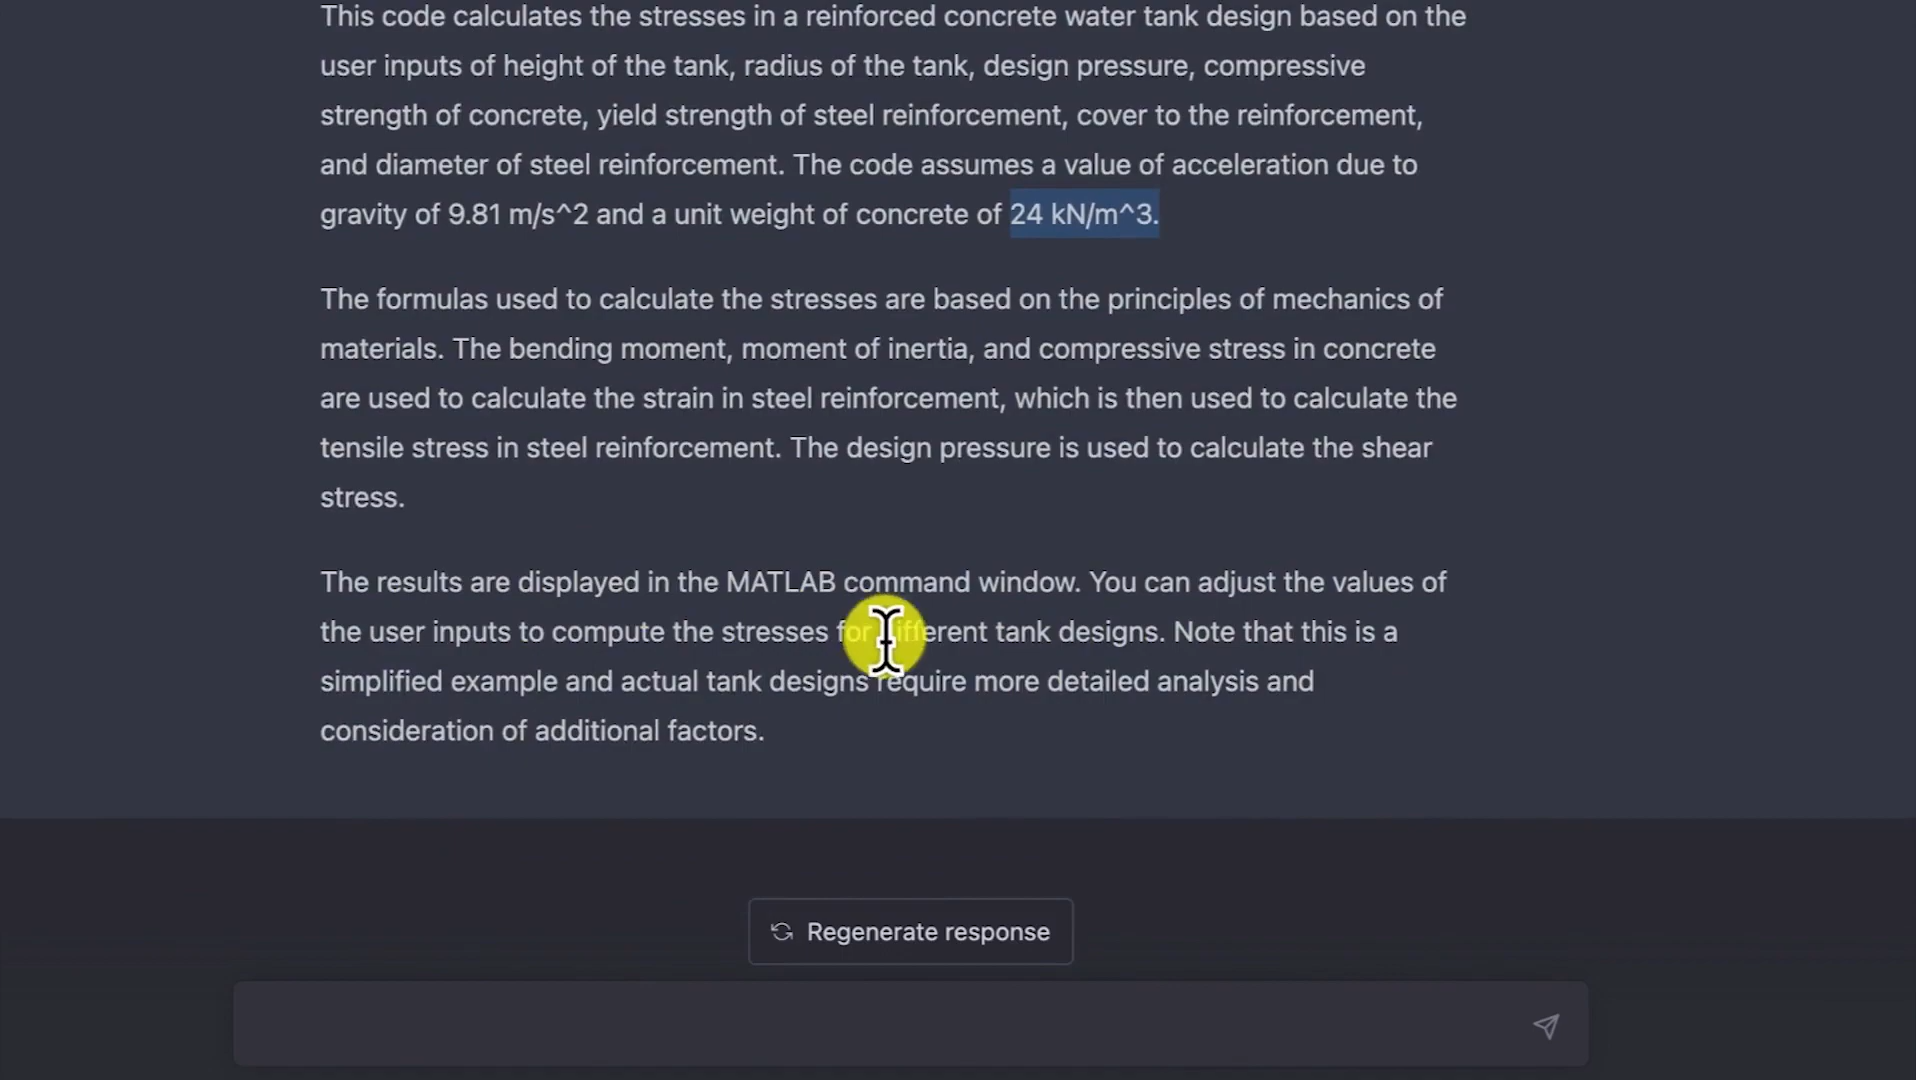 This code calculates the stresses in a reinforced concrete water tank design based on the
user inputs of height of the tank, radius of the tank, design pressure, compressive
strength of concrete, yield strength of steel reinforcement, cover to the reinforcement,
and diameter of steel reinforcement. The code assumes a value of acceleration due to
gravity of 9.81 m/s^2 and a unit weight of concrete of 24 kN/m^3.
The formulas used to calculate the stresses are based on the principles of mechanics of
materials. The bending moment, moment of inertia, and compressive stress in concrete
are used to calculate the strain in steel reinforcement, which is then used to calculate the
tensile stress in steel reinforcement. The design pressure is used to calculate the shear
stress.
The results are displayed in the MATLAB command window. You can adjust the values of
the user inputs to compute the stresses for different tank designs. Note that this is a
simplified example and actual tank designs require more detailed analysis and
consideration of additional factors.
Regenerate response